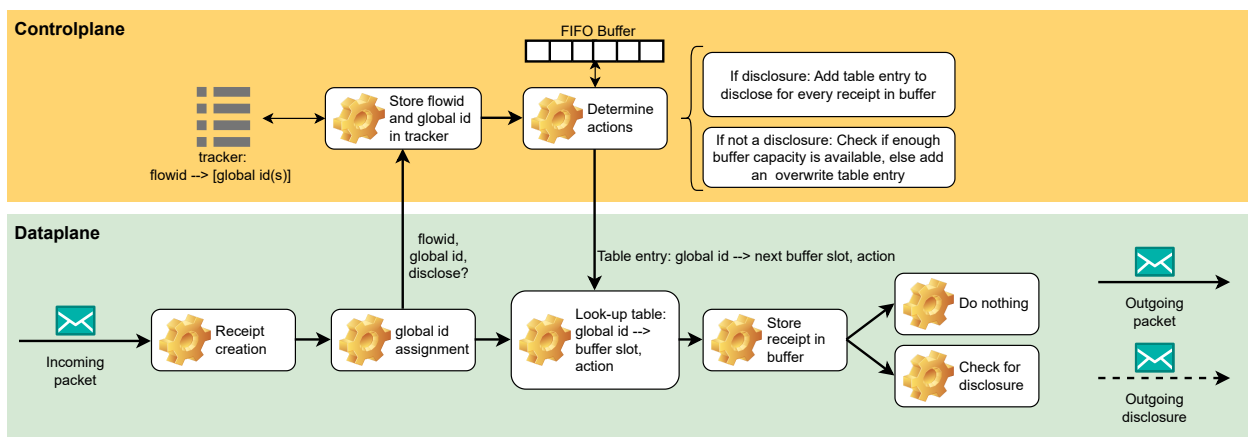 Controlplane
FIFO Buffer
Store flowid
and global id
in tracker
Determine
actions
If disclosure: Add table entry to
disclose for every receipt in buffer
If not a disclosure: Check if enough
buffer capacity is available, else add
an overwrite table entry
tracker:
flowid --> [global id(s)]
Dataplane
flowid,
global id,
disclose?
Table entry: global id --> next buffer slot, action
Incoming
packet
Receipt
creation
global id
assignment
Look-up table:
global id -->
buffer slot,
action
Store
receipt in
buffer
Do nothing
Check for
disclosure
Outgoing
packet
Outgoing
disclosure